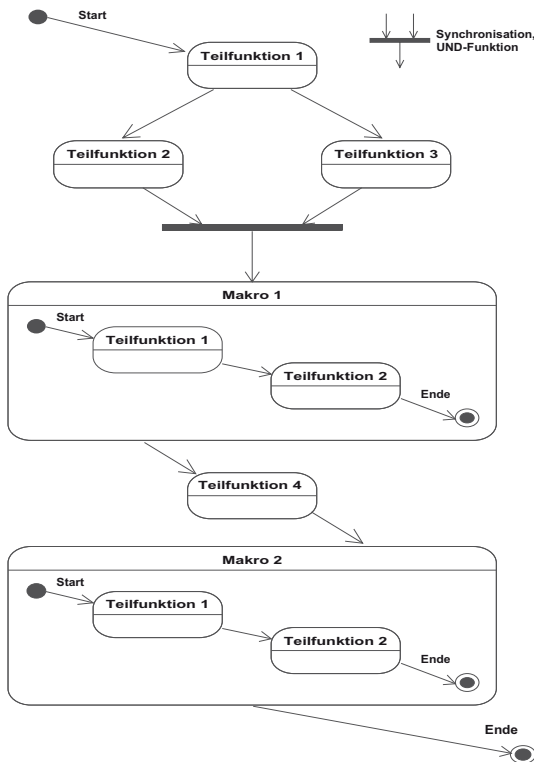 Start
Synchronisation,
UND-Funktion
Teilfunktion 1
Teilfunktion 2
Teilfunktion 3
Makro 1
Start
Teilfunktion 1
Teilfunktion 2
Ende
Teilfunktion 4
Makro 2
Start
Teilfunktion 1
Teilfunktion 2
Ende
Ende